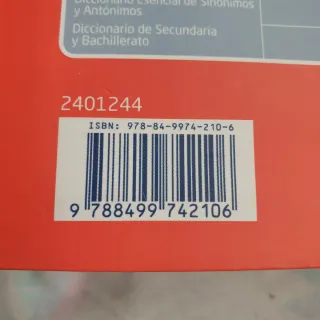 Diccionario Esencial de Sinónimos
y Antónimos
Diccionario de Secundaria
y Bachillerato
2401244
ISBN: 978-84-9974-210-6
9 788499 742106